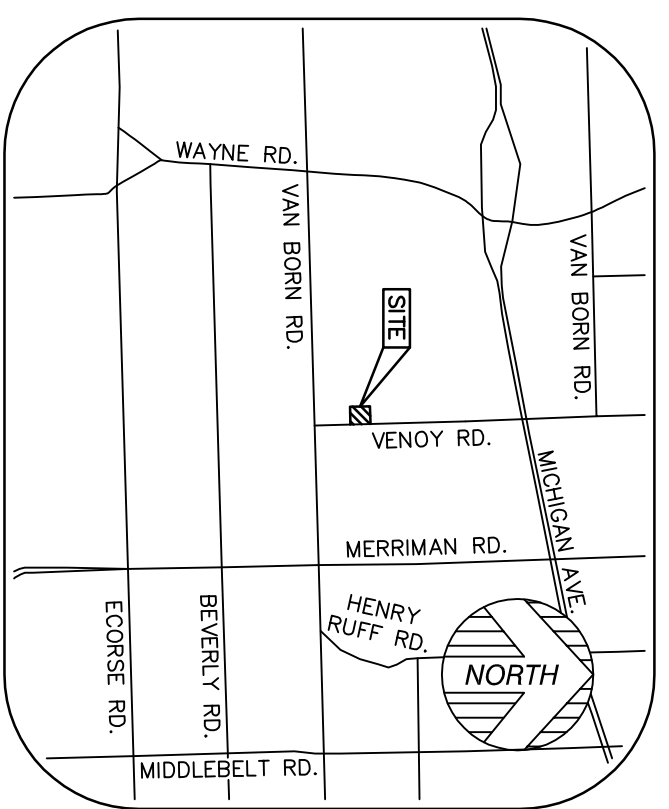 WAYNE RD.
VAN BORN RD.
VAN BORN RD.
SITE
VENOY RD.
MICHIGAN AVE.
MERRIMAN RD.
HENRY
RUFF RD.
ECORSE RD.
BEVERLY RD.
NORTH
MIDDLEBELT RD.